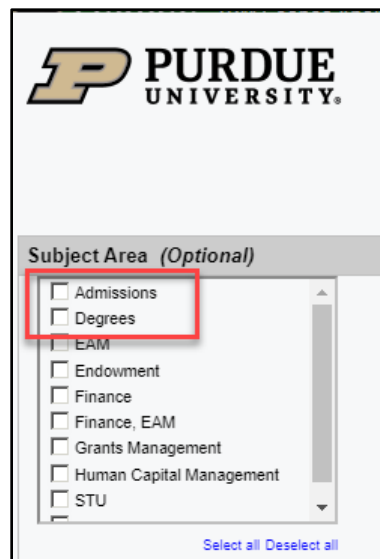 PURDUE
UNIVERSITY®
Subject Area (Optional)
Admissions
Degrees
EAM
Endowment
Finance
Finance, EAM
Grants Management
Human Capital Management
STU
Select all Deselect all